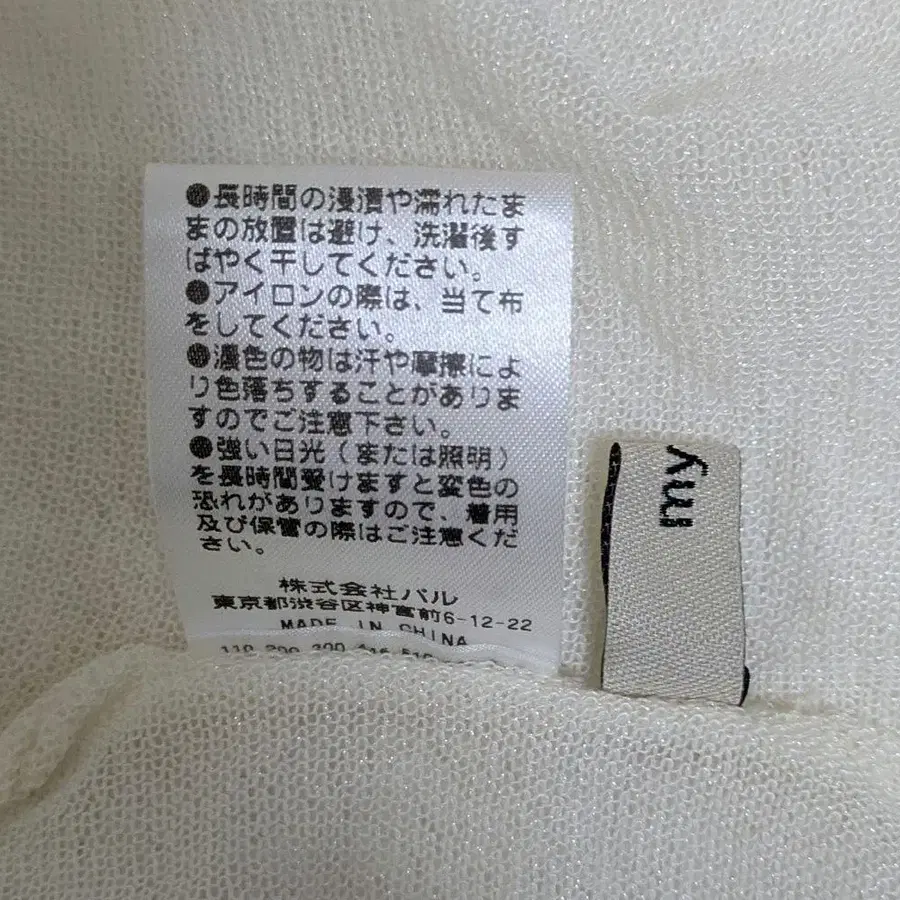 ●長時間の浸漬や濡れたま
まの放置は避け、洗濯後す
ばやく干してください。
●アイロンの際は、当て布
をしてください。
●濃色の物は汗や摩擦によ
り色落ちすることがありま
すのでご注意下さい。
●強い日光(または照明)
を長時間受けますと変色の
恐れがありますので、着用
及び保管の際はご注意くだ
さい。
株式会社パル
東京都渋谷区神宮前6-12-22
MADE IN CHINA
110 200 300
my